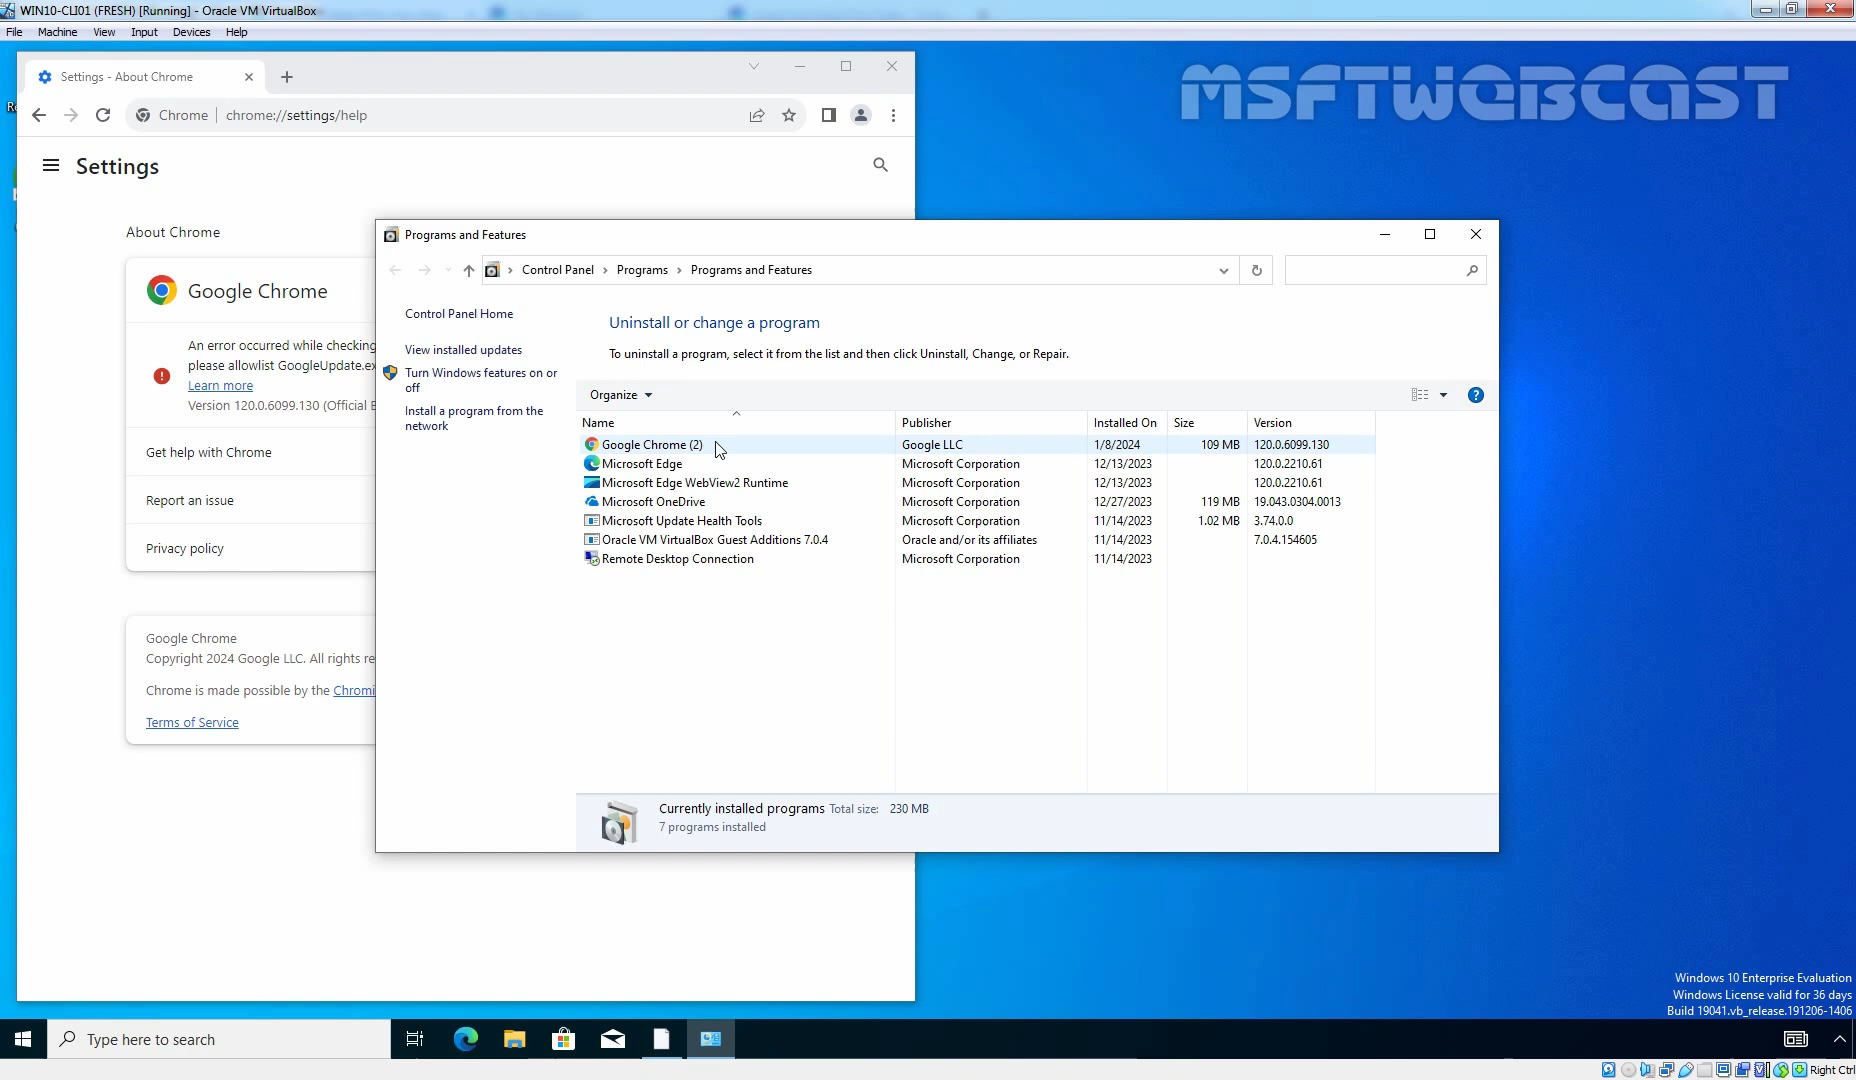 WIN10-CLI01 (FRESH) [Running] - Oracle VM VirtualBox
File Machine View Input Devices Help
MSFTWEBCAST
Settings - About Chrome
Chrome chrome://settings/help
Settings
About Chrome
Google Chrome
An error occurred while checking
please allowlist GoogleUpdate.ex
Learn more
Version 120.0.6099.130 (Official
Get help with Chrome
Report an issue
Privacy policy
Google Chrome
Copyright 2024 Google LLC. All rights re
Chrome is made possible by the Chromi
Terms of Service
Programs and Features
Control Panel Programs Programs and Features
Control Panel Home
View installed updates
Turn Windows features on or
off
Install a program from the
network
Uninstall or change a program
To uninstall a program, select it from the list and then click Uninstall, Change, or Repair.
Organize
Name Publisher Installed On Size Version
Google Chrome (2) Google LLC 1/8/2024 109 MB 120.0.6099.130
Microsoft Edge Microsoft Corporation 12/13/2023 120.0.2210.61
Microsoft Edge WebView2 Runtime Microsoft Corporation 12/13/2023 120.0.2210.61
Microsoft OneDrive Microsoft Corporation 12/27/2023 119 MB 19.043.0304.0013
Microsoft Update Health Tools Microsoft Corporation 11/14/2023 1.02 MB 3.74.0.0
Oracle VM VirtualBox Guest Additions 7.0.4 Oracle and/or its affiliates 11/14/2023 7.0.4.154605
Remote Desktop Connection Microsoft Corporation 11/14/2023
Currently installed programs Total size: 230 MB
7 programs installed
Windows 10 Enterprise Evaluation
Windows License valid for 36 days
Build 19041.vb_release.191206-1406
Type here to search
Right Ctrl